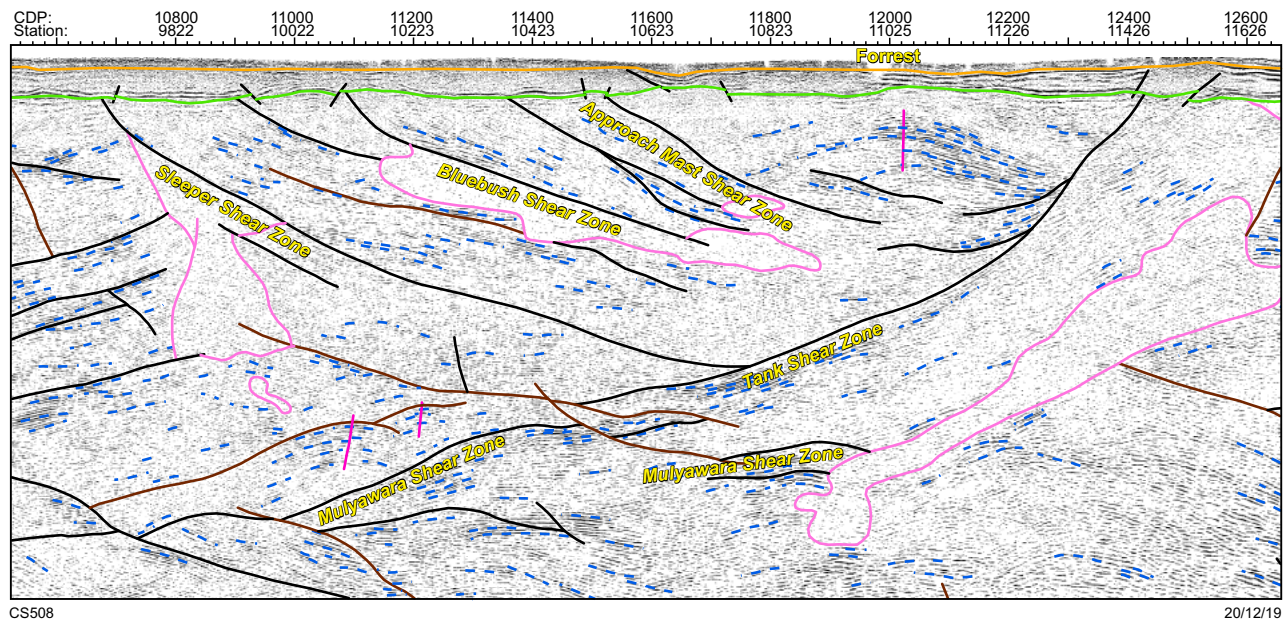 CDP: 10800 11000 11200 11400 11600 11800 12000 12200 12400 12600
Station: 9822 10022 10223 10423 10623 10823 11025 11226 11426 11626
Forrest
Approach Mast Shear Zone
Sleeper Shear Zone
Bluebush Shear Zone
Tank Shear Zone
Mulyawara Shear Zone
Mulyawara Shear Zone
CS508 20/12/19